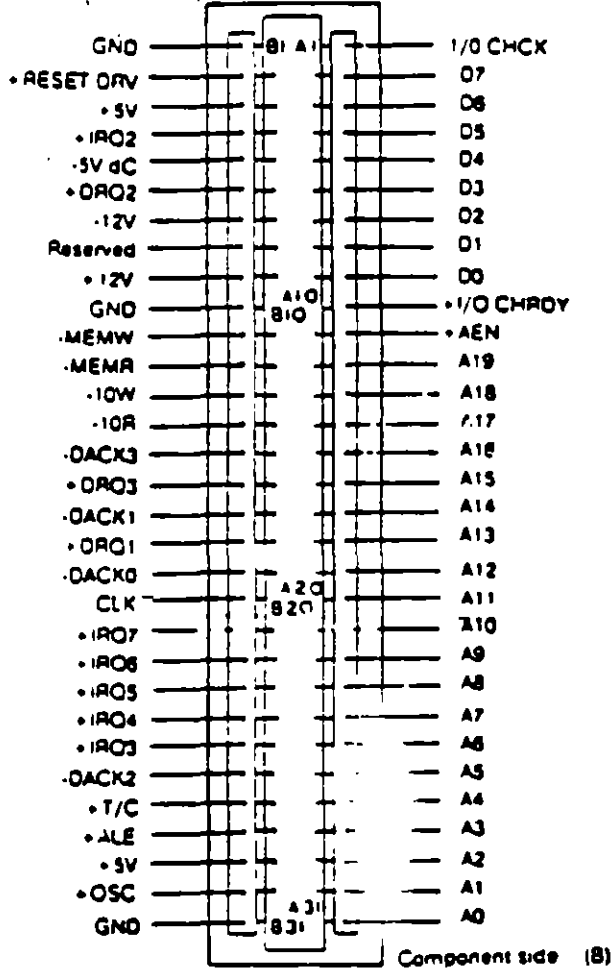 GND B1 A1 I/O CHCK
+RESET DRV D7
+5V D6
+IRQ2 D5
-5V dC D4
+DRQ2 D3
-12V D2
Reserved D1
+12V D0
GND A10 +I/O CHRDY
B10
-MEMW +AEN
-MEMR A19
-IOW A18
-IOR A17
-DACK3 A16
+DRQ3 A15
-DACK1 A14
+DRQ1 A13
-DACK0 A12
A20
CLK B20 A11
+IRQ7 A10
+IRQ6 A9
+IRQ5 A8
+IRQ4 A7
+IRQ3 A6
-DACK2 A5
+T/C A4
+ALE A3
+5V A2
+OSC A1
A31
GND B31 A0
Component side (B)